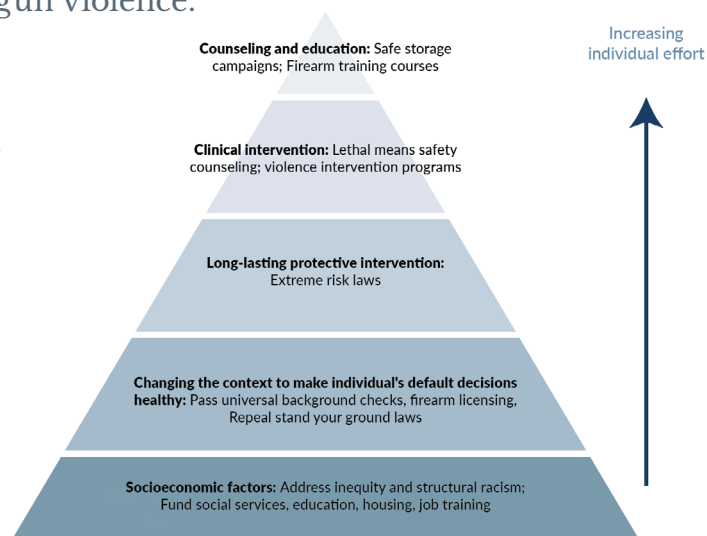 gun violence.
Increasing
individual effort
Counseling and education: Safe storage
campaigns; Firearm training courses
Clinical intervention: Lethal means safety
counseling; violence intervention programs
Long-lasting protective intervention:
Extreme risk laws
Changing the context to make individual's default decisions
healthy: Pass universal background checks, firearm licensing,
Repeal stand your ground laws
Socioeconomic factors: Address inequity and structural racism;
Fund social services, education, housing, job training